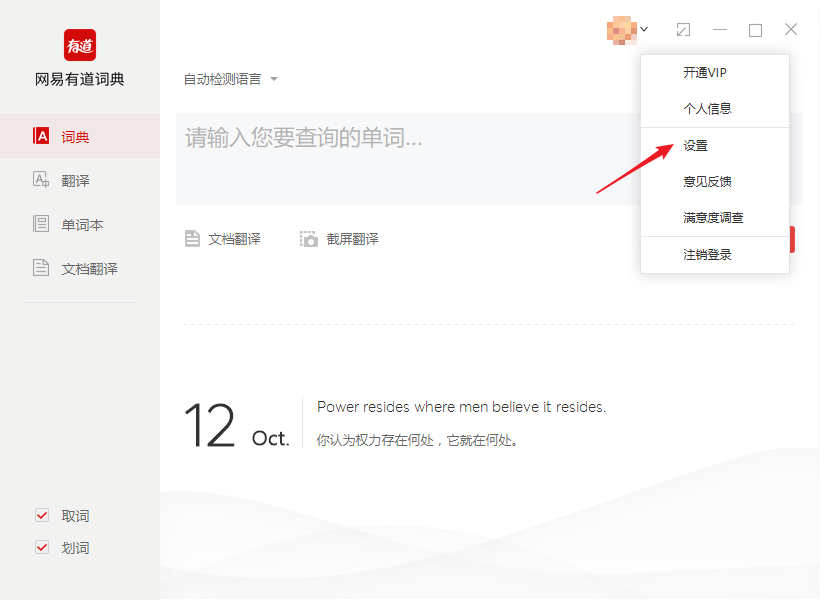 有道
网易有道词典
词典
翻译
单词本
文档翻译
取词
划词
自动检测语言
请输入您要查询的单词...
文档翻译
截屏翻译
开通VIP
个人信息
设置
意见反馈
满意度调查
注销登录
12 Oct.
Power resides where men believe it resides.
你认为权力存在何处，它就在何处。